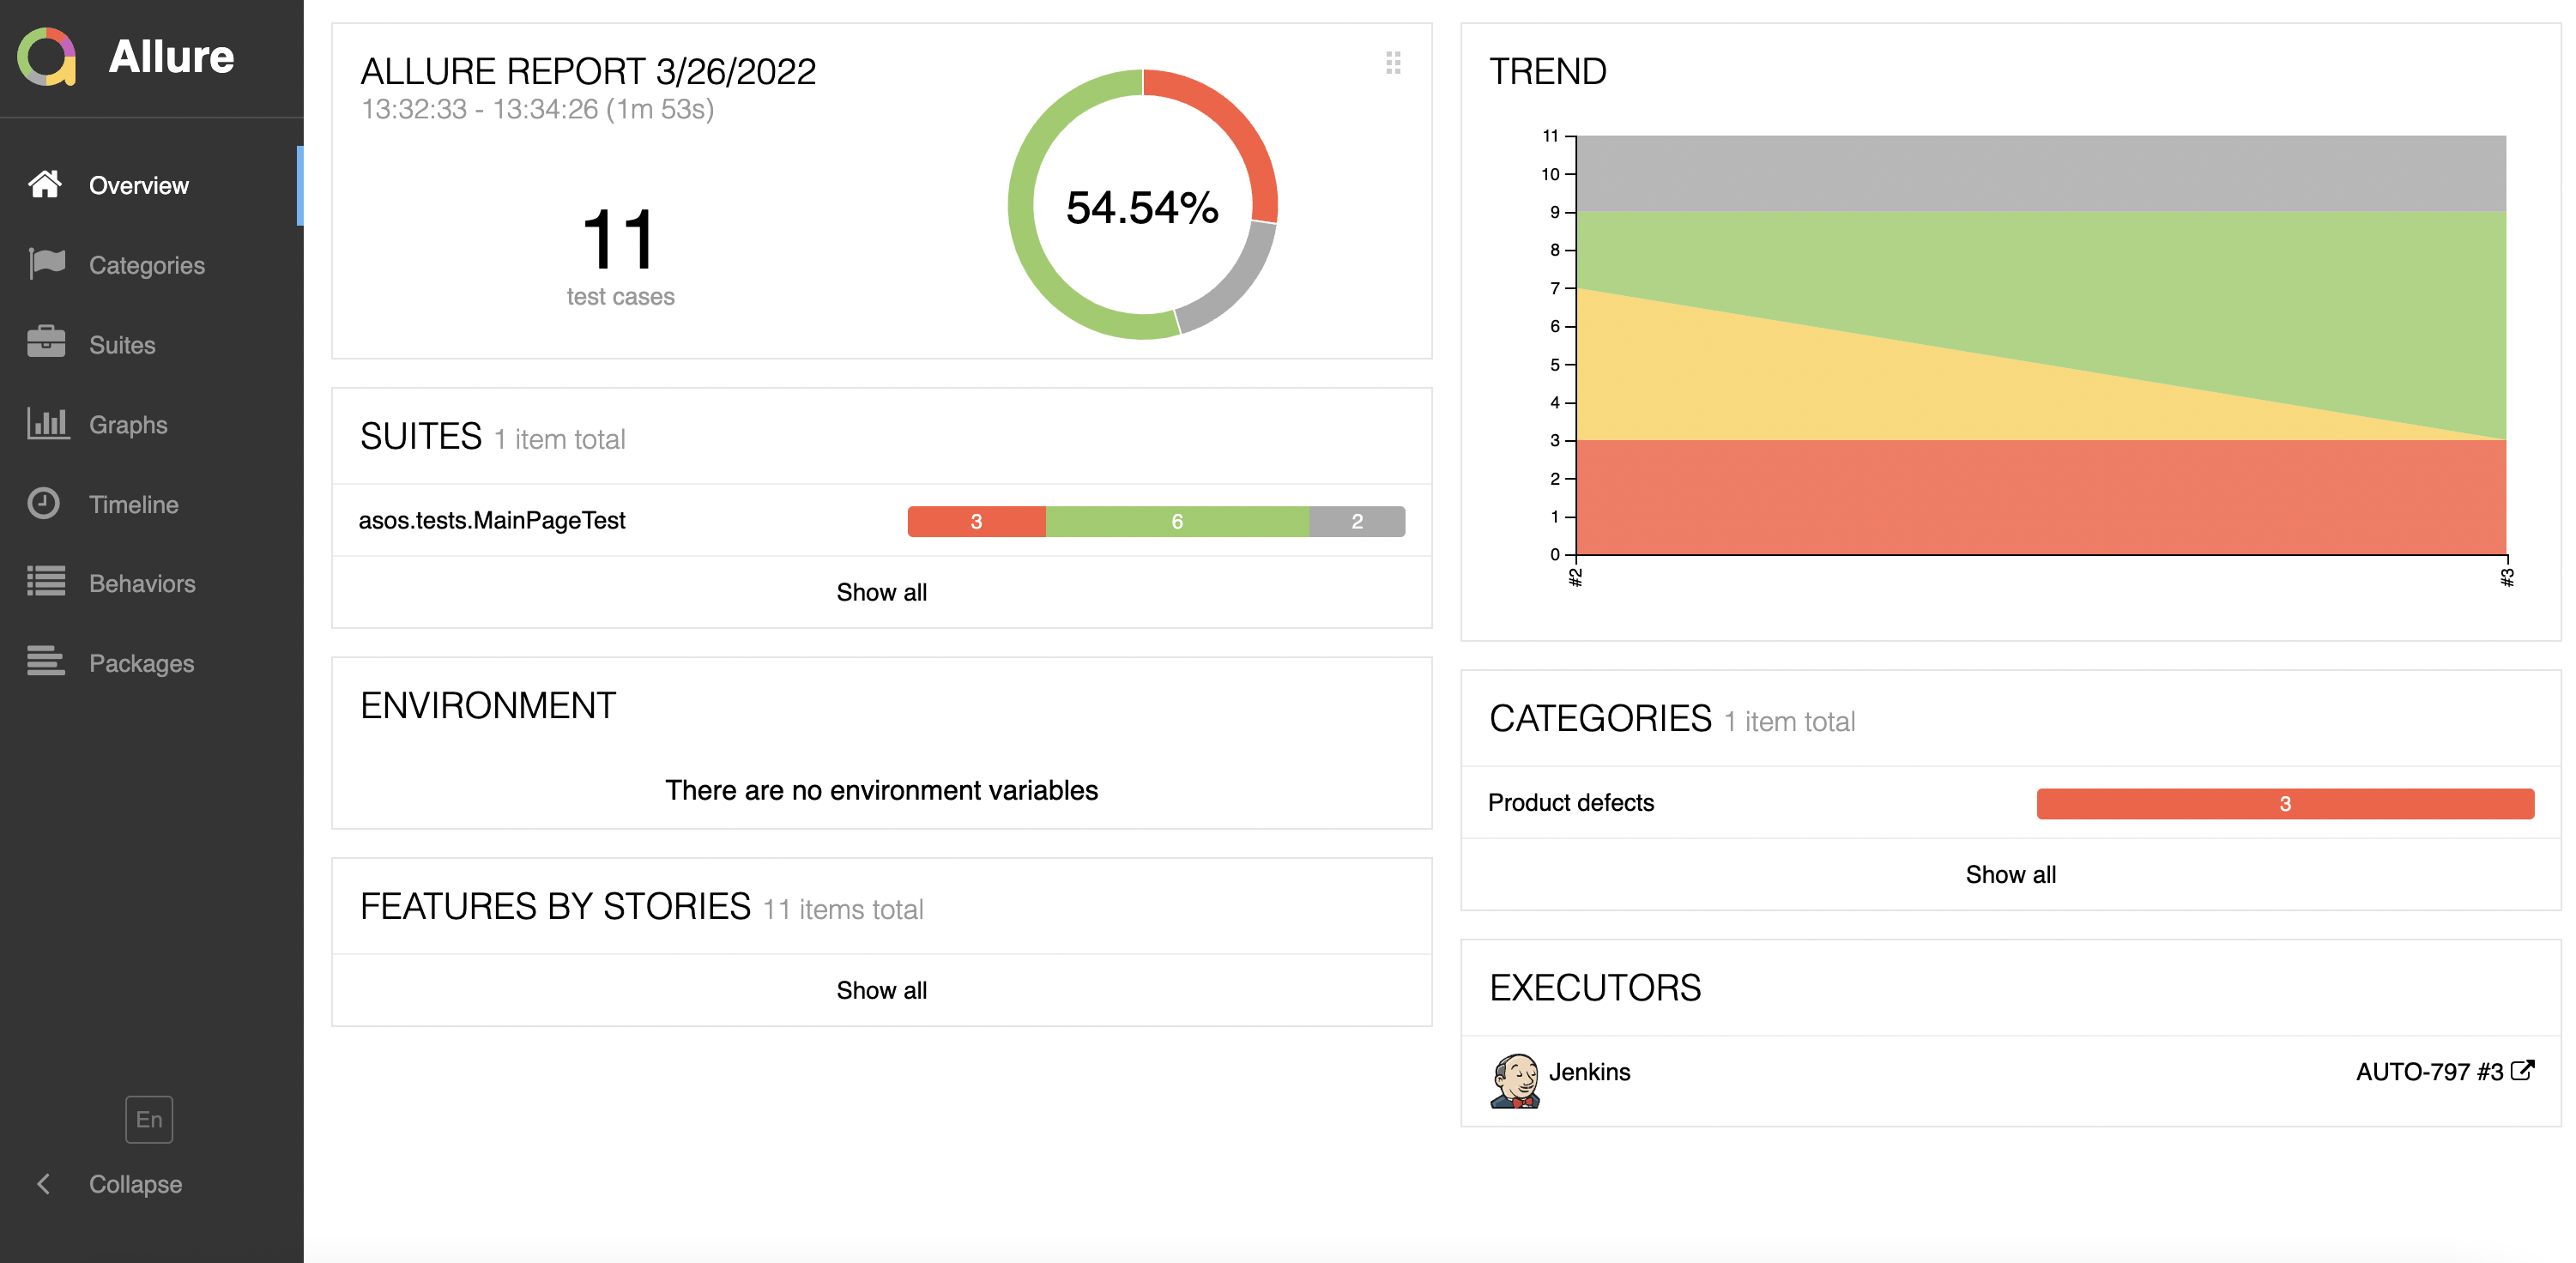 Allure
Overview
Categories
Suites
Graphs
Timeline
Behaviors
Packages
En
Collapse
ALLURE REPORT 3/26/2022
13:32:33 - 13:34:26 (1m 53s)
11
test cases
54.54%
SUITES 1 item total
asos.tests.MainPageTest 3 6 2
Show all
ENVIRONMENT
There are no environment variables
FEATURES BY STORIES 11 items total
Show all
TREND
11
10
9
8
7
6
5
4
3
2
1
0
#2 #3
CATEGORIES 1 item total
Product defects 3
Show all
EXECUTORS
Jenkins AUTO-797 #3